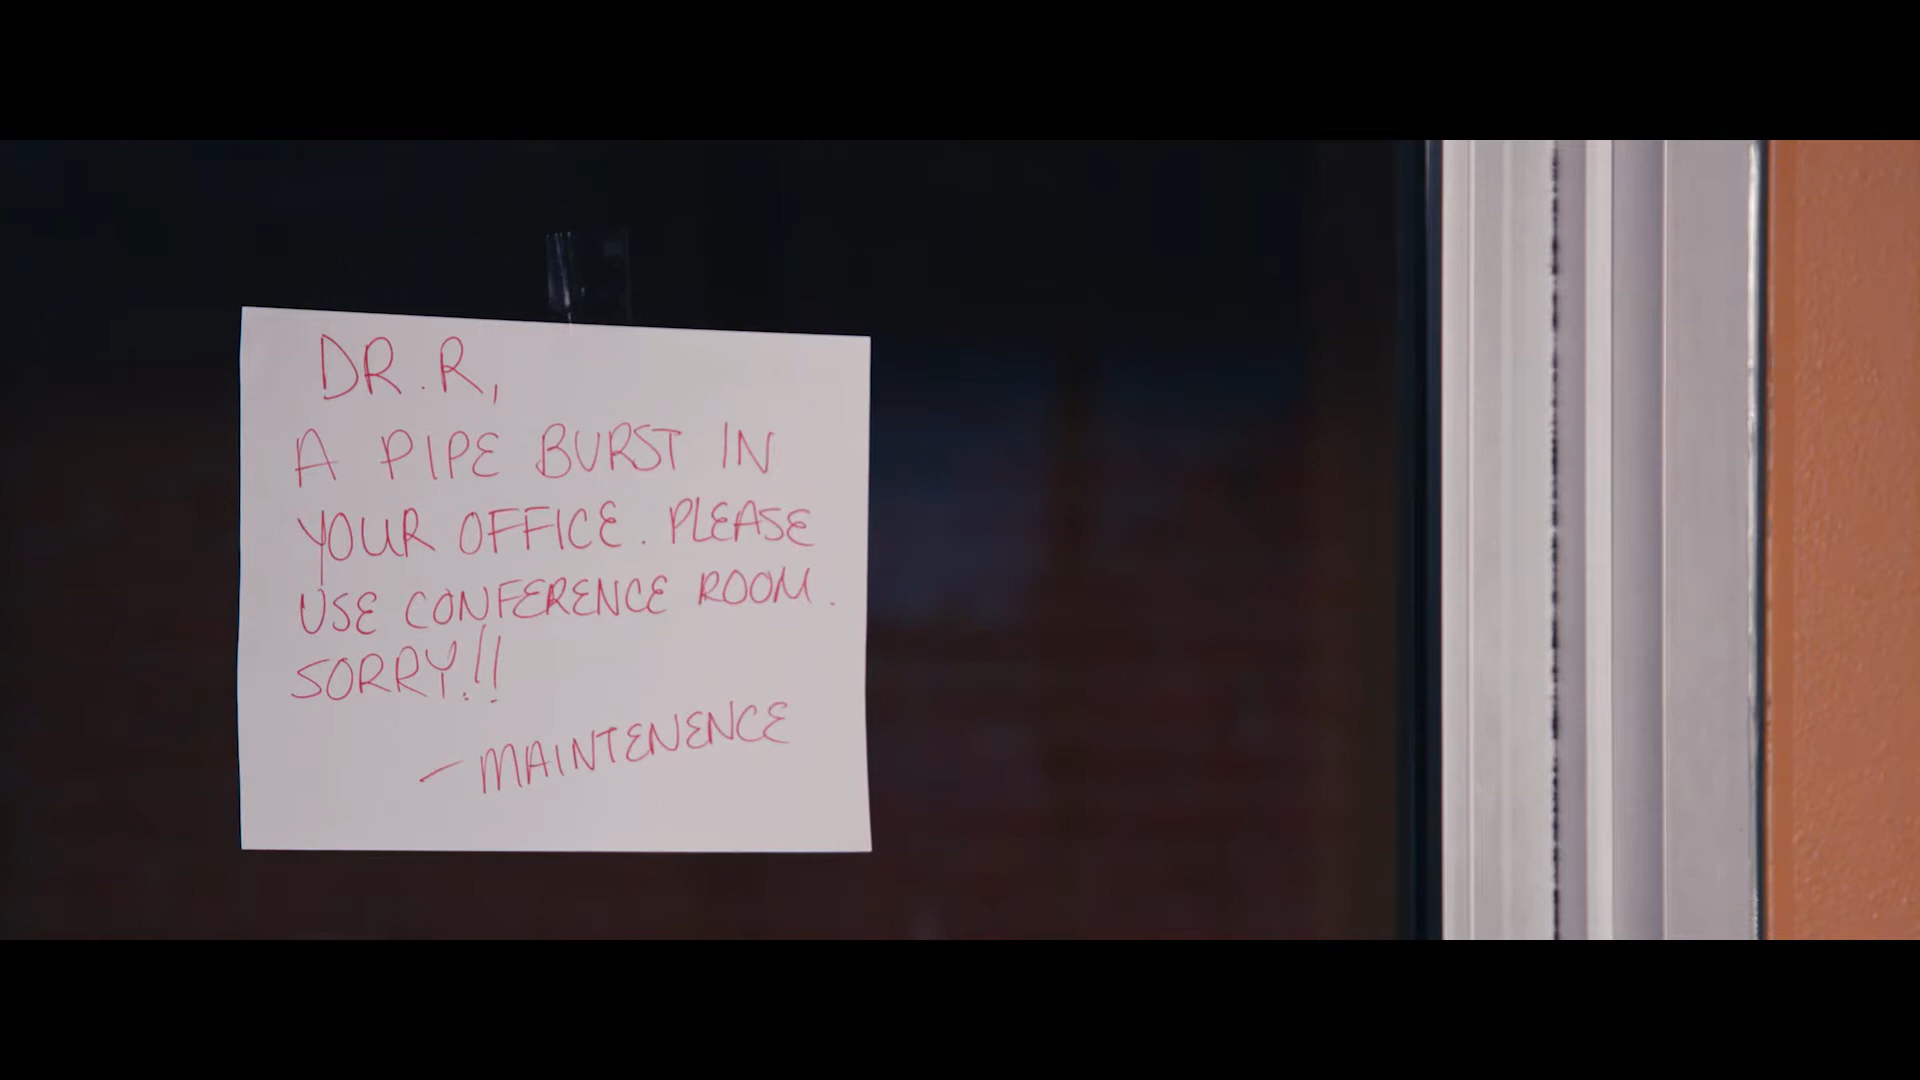 DR. R,
A PIPE BURST IN
YOUR OFFICE. PLEASE
USE CONFERENCE ROOM.
SORRY!!
- MAINTENENCE